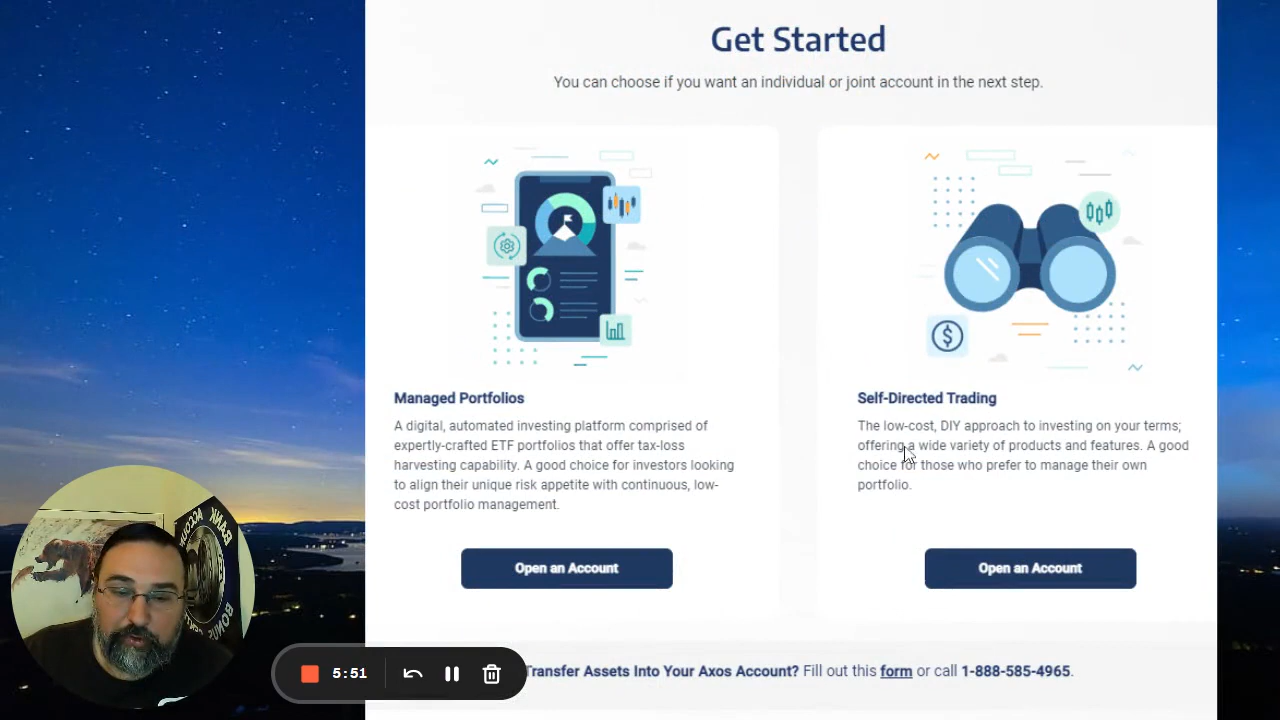 Get Started
You can choose if you want an individual or joint account in the next step.
Managed Portfolios
A digital, automated investing platform comprised of
expertly-crafted ETF portfolios that offer tax-loss
harvesting capability. A good choice for investors looking
to align their unique risk appetite with continuous, low-
cost portfolio management.
Open an Account
Self-Directed Trading
The low-cost, DIY approach to investing on your terms;
offering a wide variety of products and features. A good
choice for those who prefer to manage their own
portfolio.
Open an Account
Transfer Assets Into Your Axos Account? Fill out this form or call 1-888-585-4965.
BANK ACCOU
BONUS
5:51